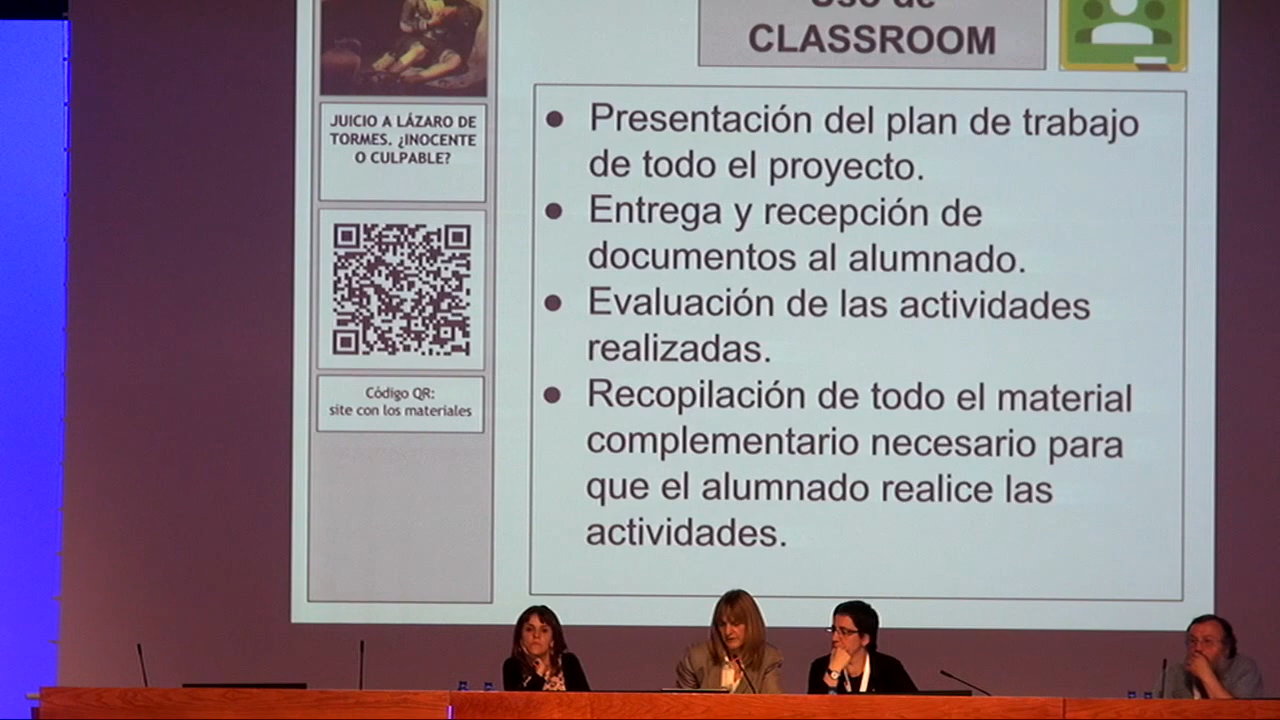 Uso de
CLASSROOM
JUICIO A LÁZARO DE
TORMES. ¿INOCENTE
O CULPABLE?
Código QR:
site con los materiales
● Presentación del plan de trabajo
de todo el proyecto.
● Entrega y recepción de
documentos al alumnado.
● Evaluación de las actividades
realizadas.
● Recopilación de todo el material
complementario necesario para
que el alumnado realice las
actividades.